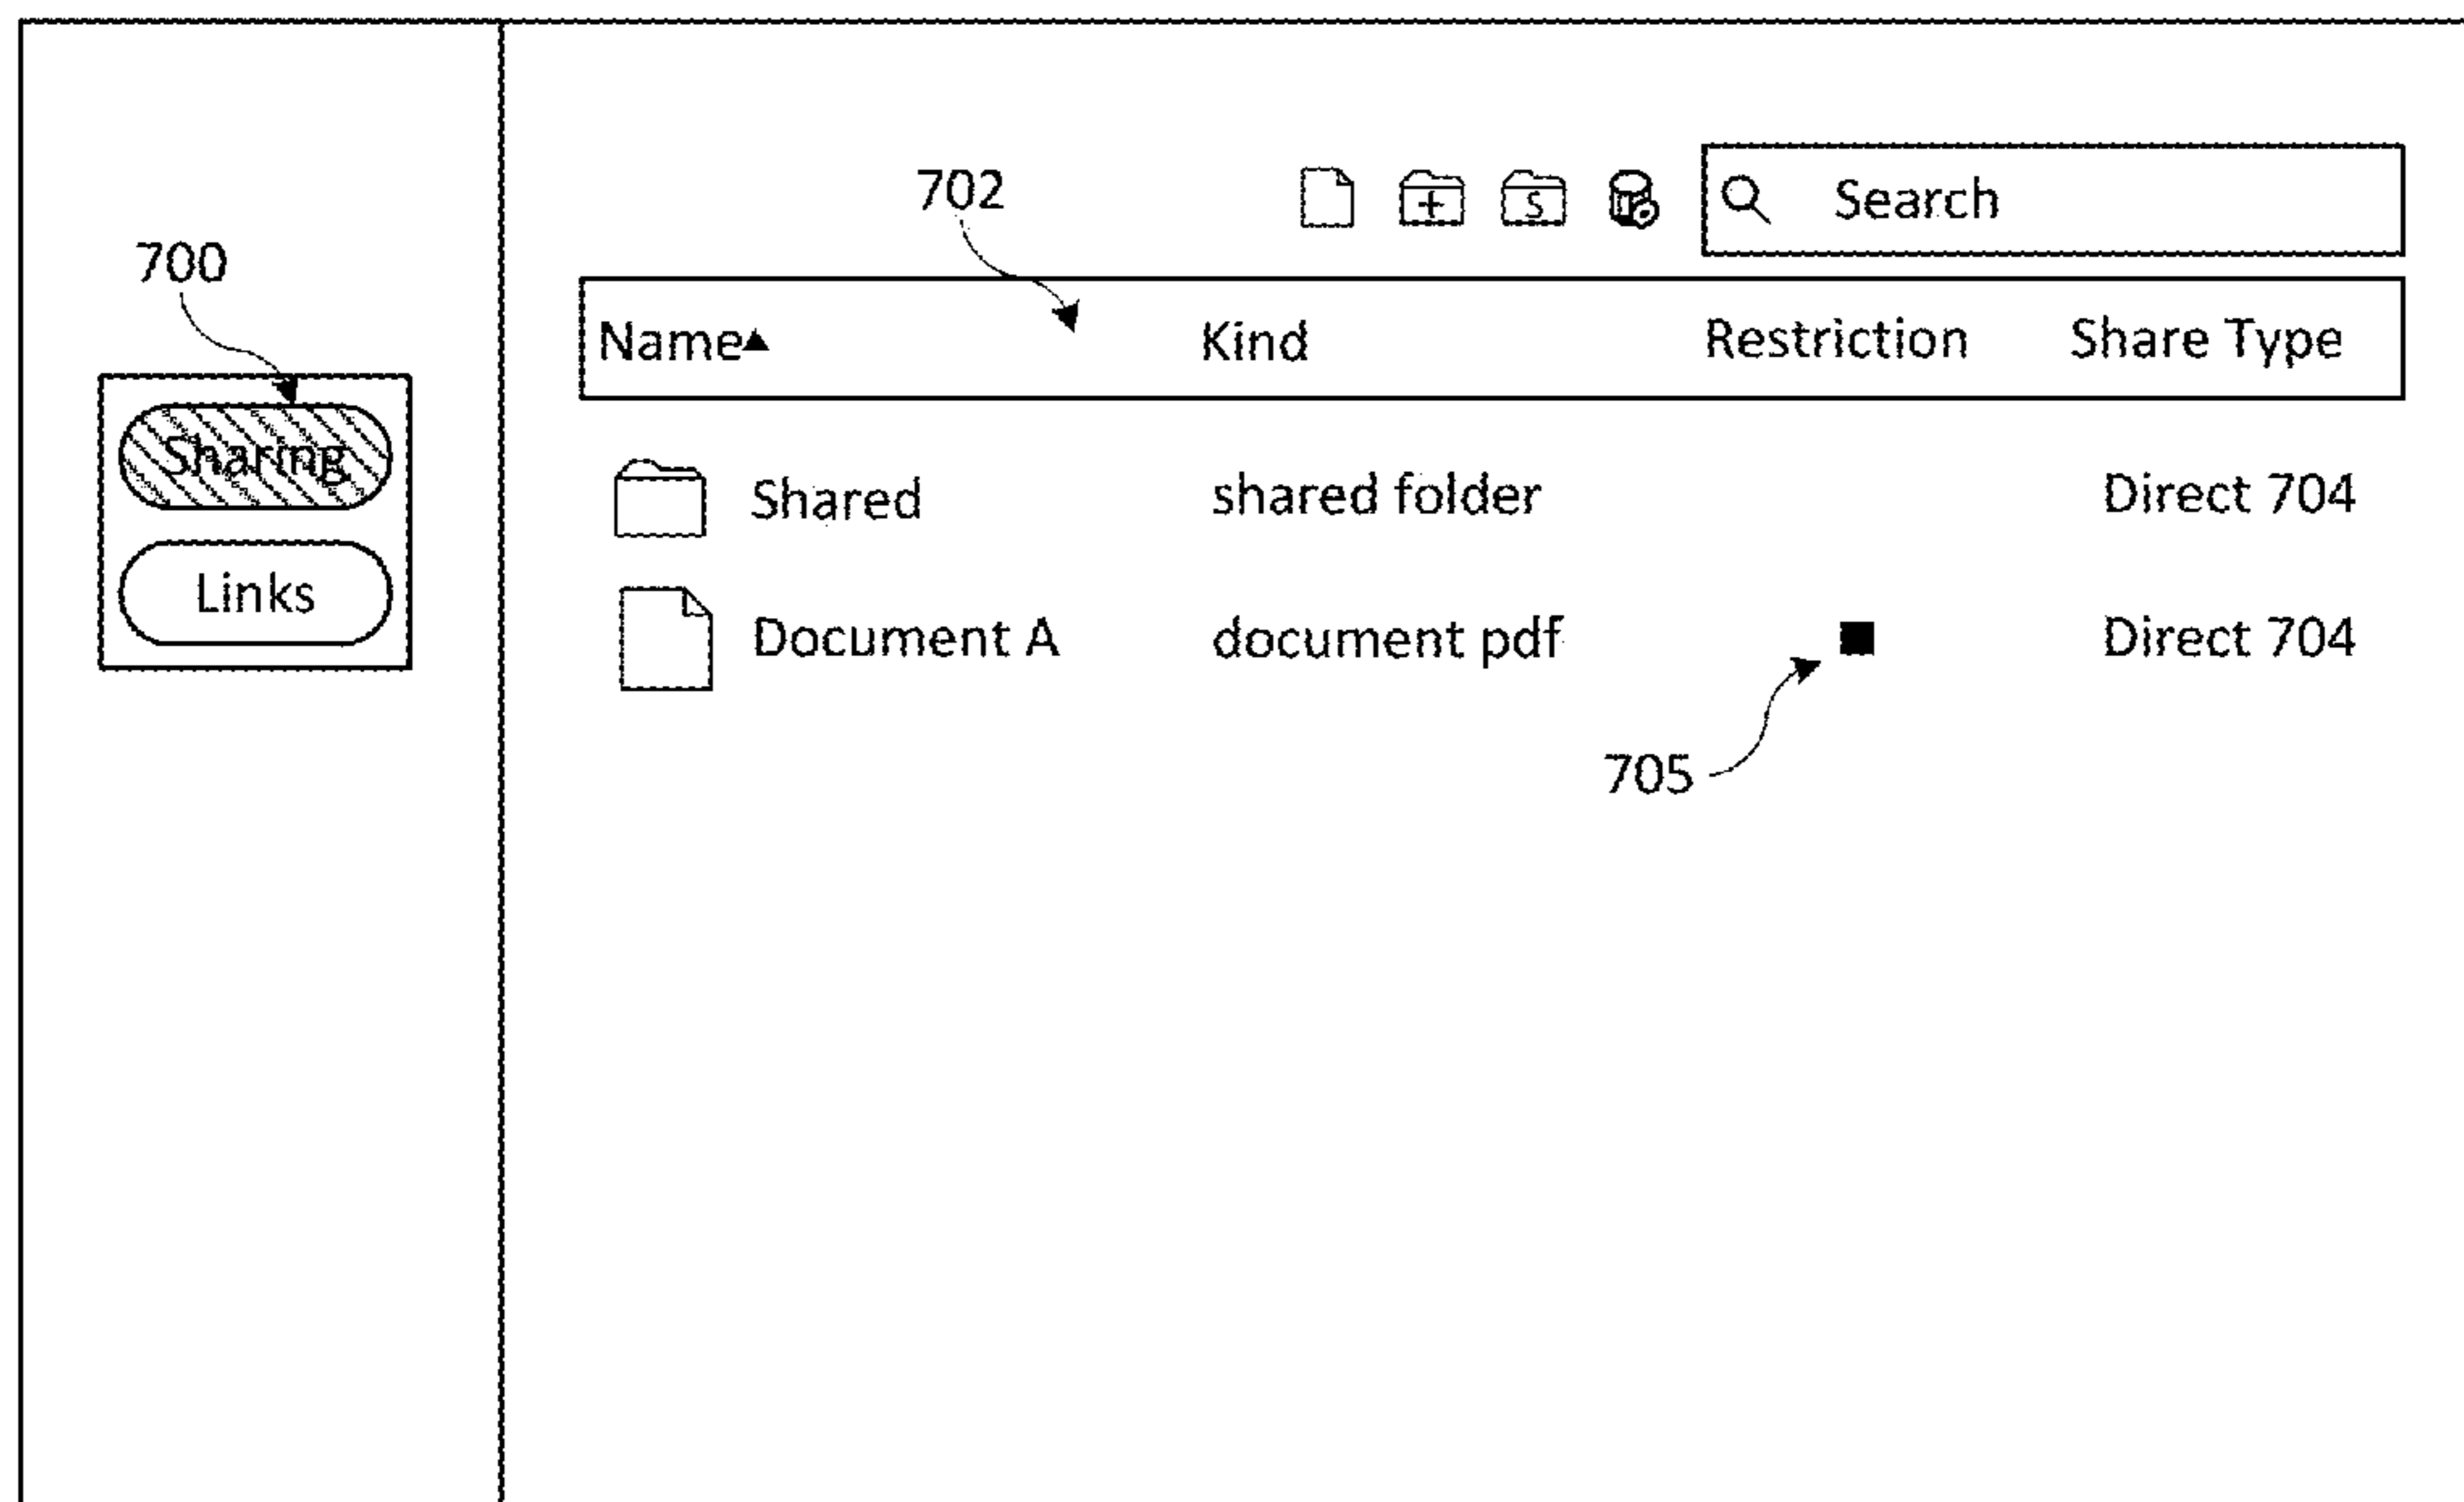 702
Search
700
Name Kind Restriction Share Type
Sharing
Shared shared folder Direct 704
Links
Document A document pdf Direct 704
705